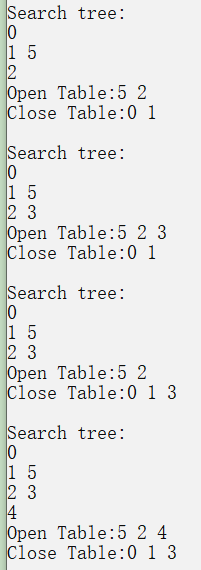 Search tree:
0
1 5
2
Open Table:5 2
Close Table:0 1
Search tree:
0
1 5
2 3
Open Table:5 2 3
Close Table:0 1
Search tree:
0
1 5
2 3
Open Table:5 2
Close Table:0 1 3
Search tree:
0
1 5
2 3
4
Open Table:5 2 4
Close Table:0 1 3